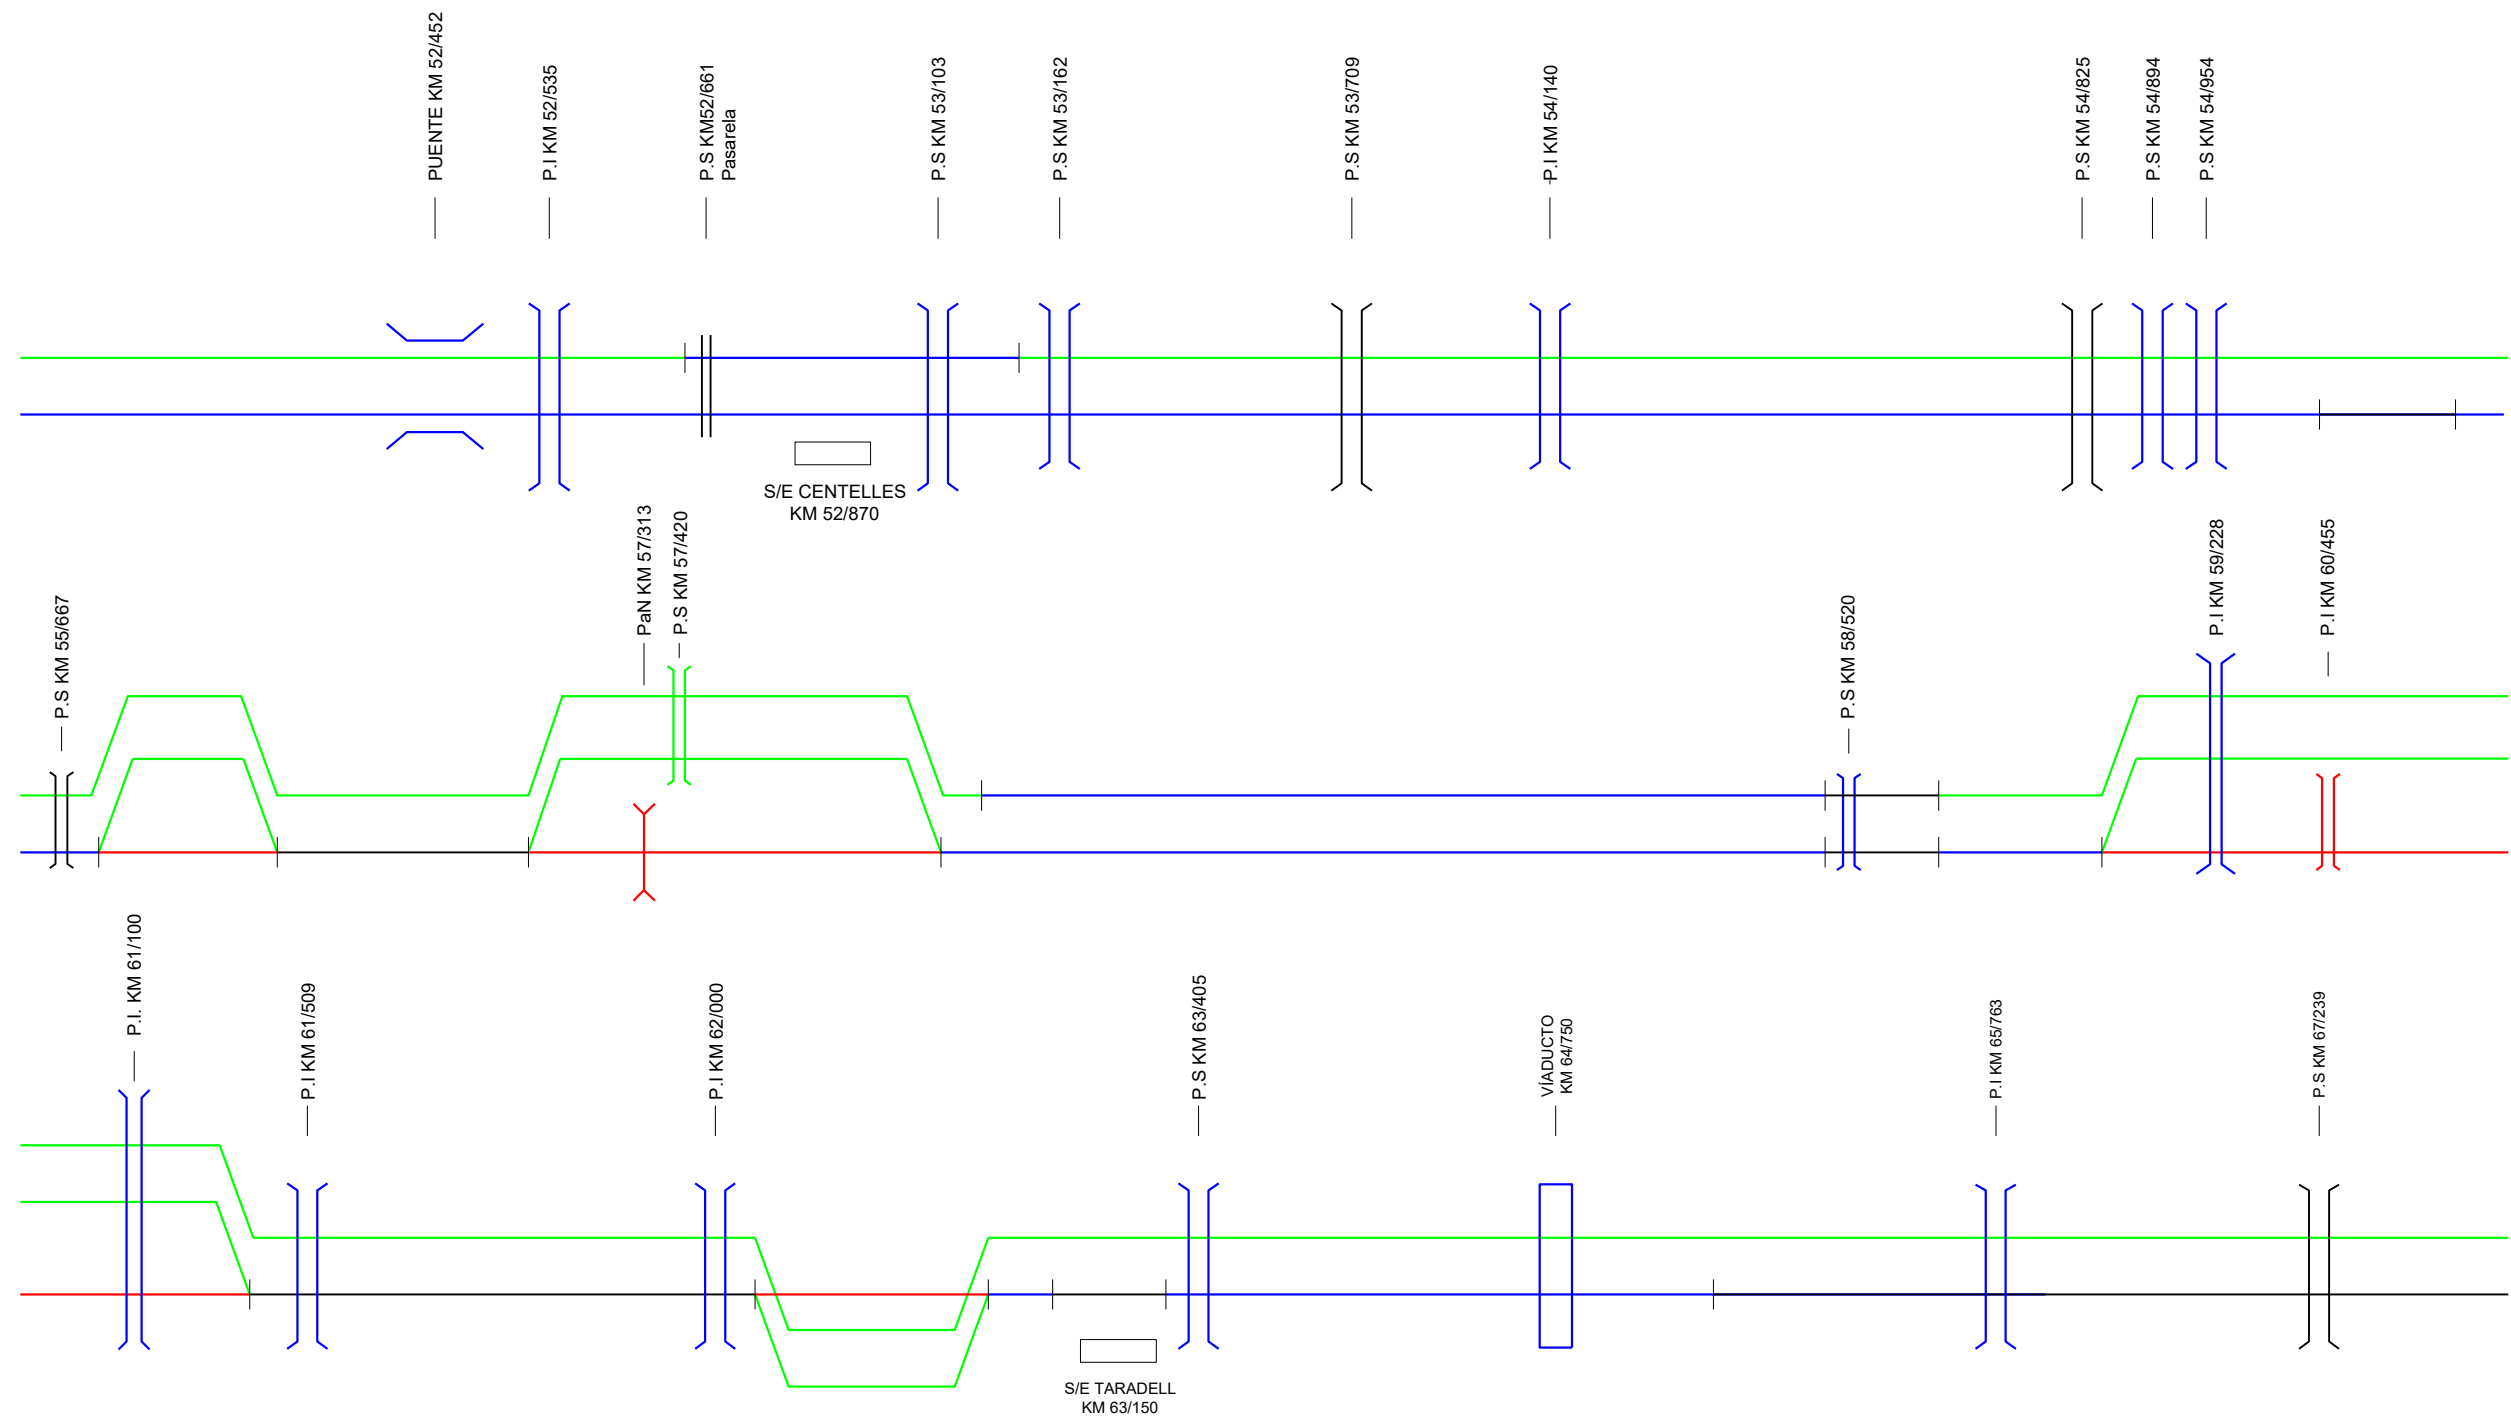 PUENTE KM 52/452
P.I KM 52/535
P.S KM52/661
Pasarela
P.S KM 53/103
P.S KM 53/162
P.S KM 53/709
P.I KM 54/140
P.S KM 54/825
P.S KM 54/894
P.S KM 54/954
S/E CENTELLES
KM 52/870
P.S KM 55/667
PaN KM 57/313
P.S KM 57/420
P.S KM 58/520
P.I KM 59/228
P.I KM 60/455
P.I. KM 61/100
P.I KM 61/509
P.I KM 62/000
P.S KM 63/405
VÍADUCTO
KM 64/750
P.I KM 65/763
P.S KM 67/239
S/E TARADELL
KM 63/150